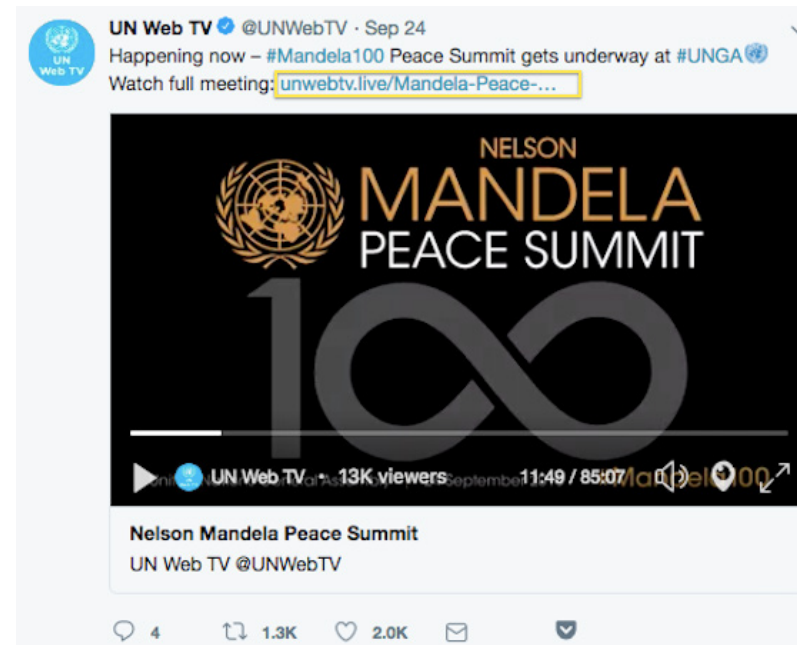 UN Web TV @UNWebTV · Sep 24
Happening now – #Mandela100 Peace Summit gets underway at #UNGA
Watch full meeting: unwebtv.live/Mandela-Peace-...
UN
Web TV
NELSON
MANDELA
PEACE SUMMIT
100
UN Web TV • 13K viewers 11:49 / 85:07
Nelson Mandela Peace Summit
UN Web TV @UNWebTV
4 1.3K 2.0K